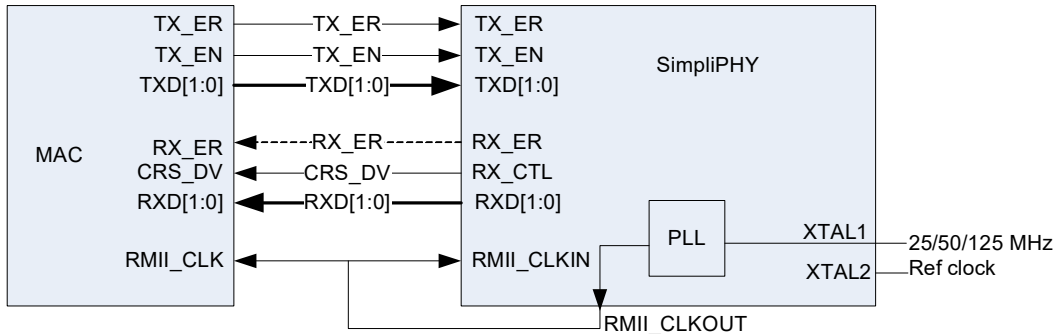 TX_ER TX_ER TX_ER
TX_EN TX_EN TX_EN
SimpliPHY
TXD[1:0] TXD[1:0] TXD[1:0]
MAC
RX_ER RX_ER RX_ER
CRS_DV CRS_DV RX_CTL
RXD[1:0] RXD[1:0] RXD[1:0]
PLL
XTAL1
25/50/125 MHz
Ref clock
RMII_CLK RMII_CLKIN
XTAL2
RMII_CLKOUT